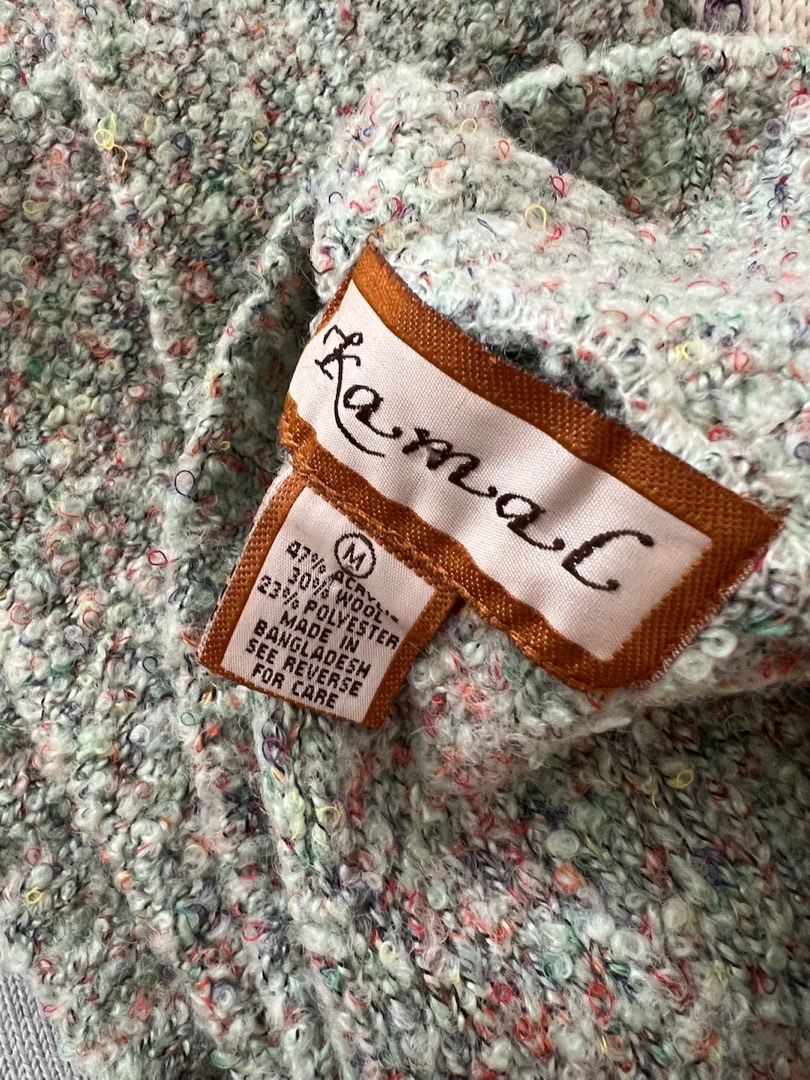 Kamal
M
47% ACRYLIC
30% WOOL
23% POLYESTER
MADE IN
BANGLADESH
SEE REVERSE
FOR CARE